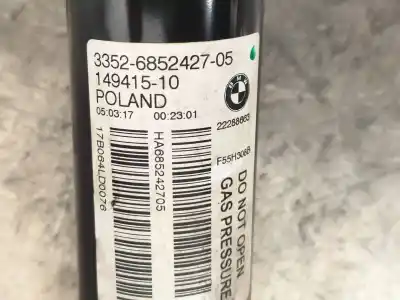 3352-6852427-05
149415-10
POLAND
05:03:17 00:23:01
BMW
22288663
F55H306B
17B064LD0076
HA685242705
DO NOT OPEN
GAS PRESSURE